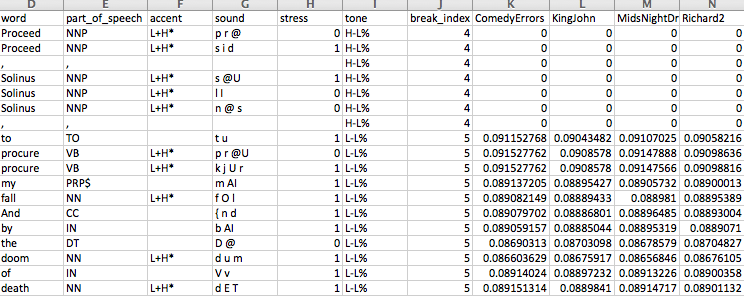 D E F G H I J K L M N
word part_of_speech accent sound stress tone break_index ComedyErrors KingJohn MidsNightDr Richard2
Proceed NNP L+H* p r @ 0 H-L% 4 0 0 0 0
Proceed NNP L+H* s i d 1 H-L% 4 0 0 0 0
, , H-L% 4 0 0 0 0
Solinus NNP L+H* s @U 1 H-L% 4 0 0 0 0
Solinus NNP L+H* l I 0 H-L% 4 0 0 0 0
Solinus NNP L+H* n @ s 0 H-L% 4 0 0 0 0
, , H-L% 4 0 0 0 0
to TO t u 1 L-L% 5 0.091152768 0.09043482 0.09107025 0.09058216
procure VB L+H* p r @U 0 L-L% 5 0.091527762 0.0908578 0.09147888 0.09098636
procure VB L+H* k j U r 1 L-L% 5 0.091527762 0.0908578 0.09147566 0.09098816
my PRP$ m AI 1 L-L% 5 0.089137205 0.08895427 0.08905732 0.08900013
fall NN L+H* f O l 1 L-L% 5 0.089082149 0.08889433 0.088981 0.08895389
And CC { n d 1 L-L% 5 0.089079702 0.08886801 0.08896485 0.08893004
by IN b AI 1 L-L% 5 0.089059157 0.08885044 0.08895319 0.0889071
the DT D @ 0 L-L% 5 0.08690313 0.08703098 0.08678579 0.08704827
doom NN L+H* d u m 1 L-L% 5 0.086603629 0.08675917 0.08656846 0.08676105
of IN V v 1 L-L% 5 0.08914024 0.08897232 0.08913226 0.08900358
death NN L+H* d E T 1 L-L% 5 0.089151314 0.0889841 0.08914717 0.08901132